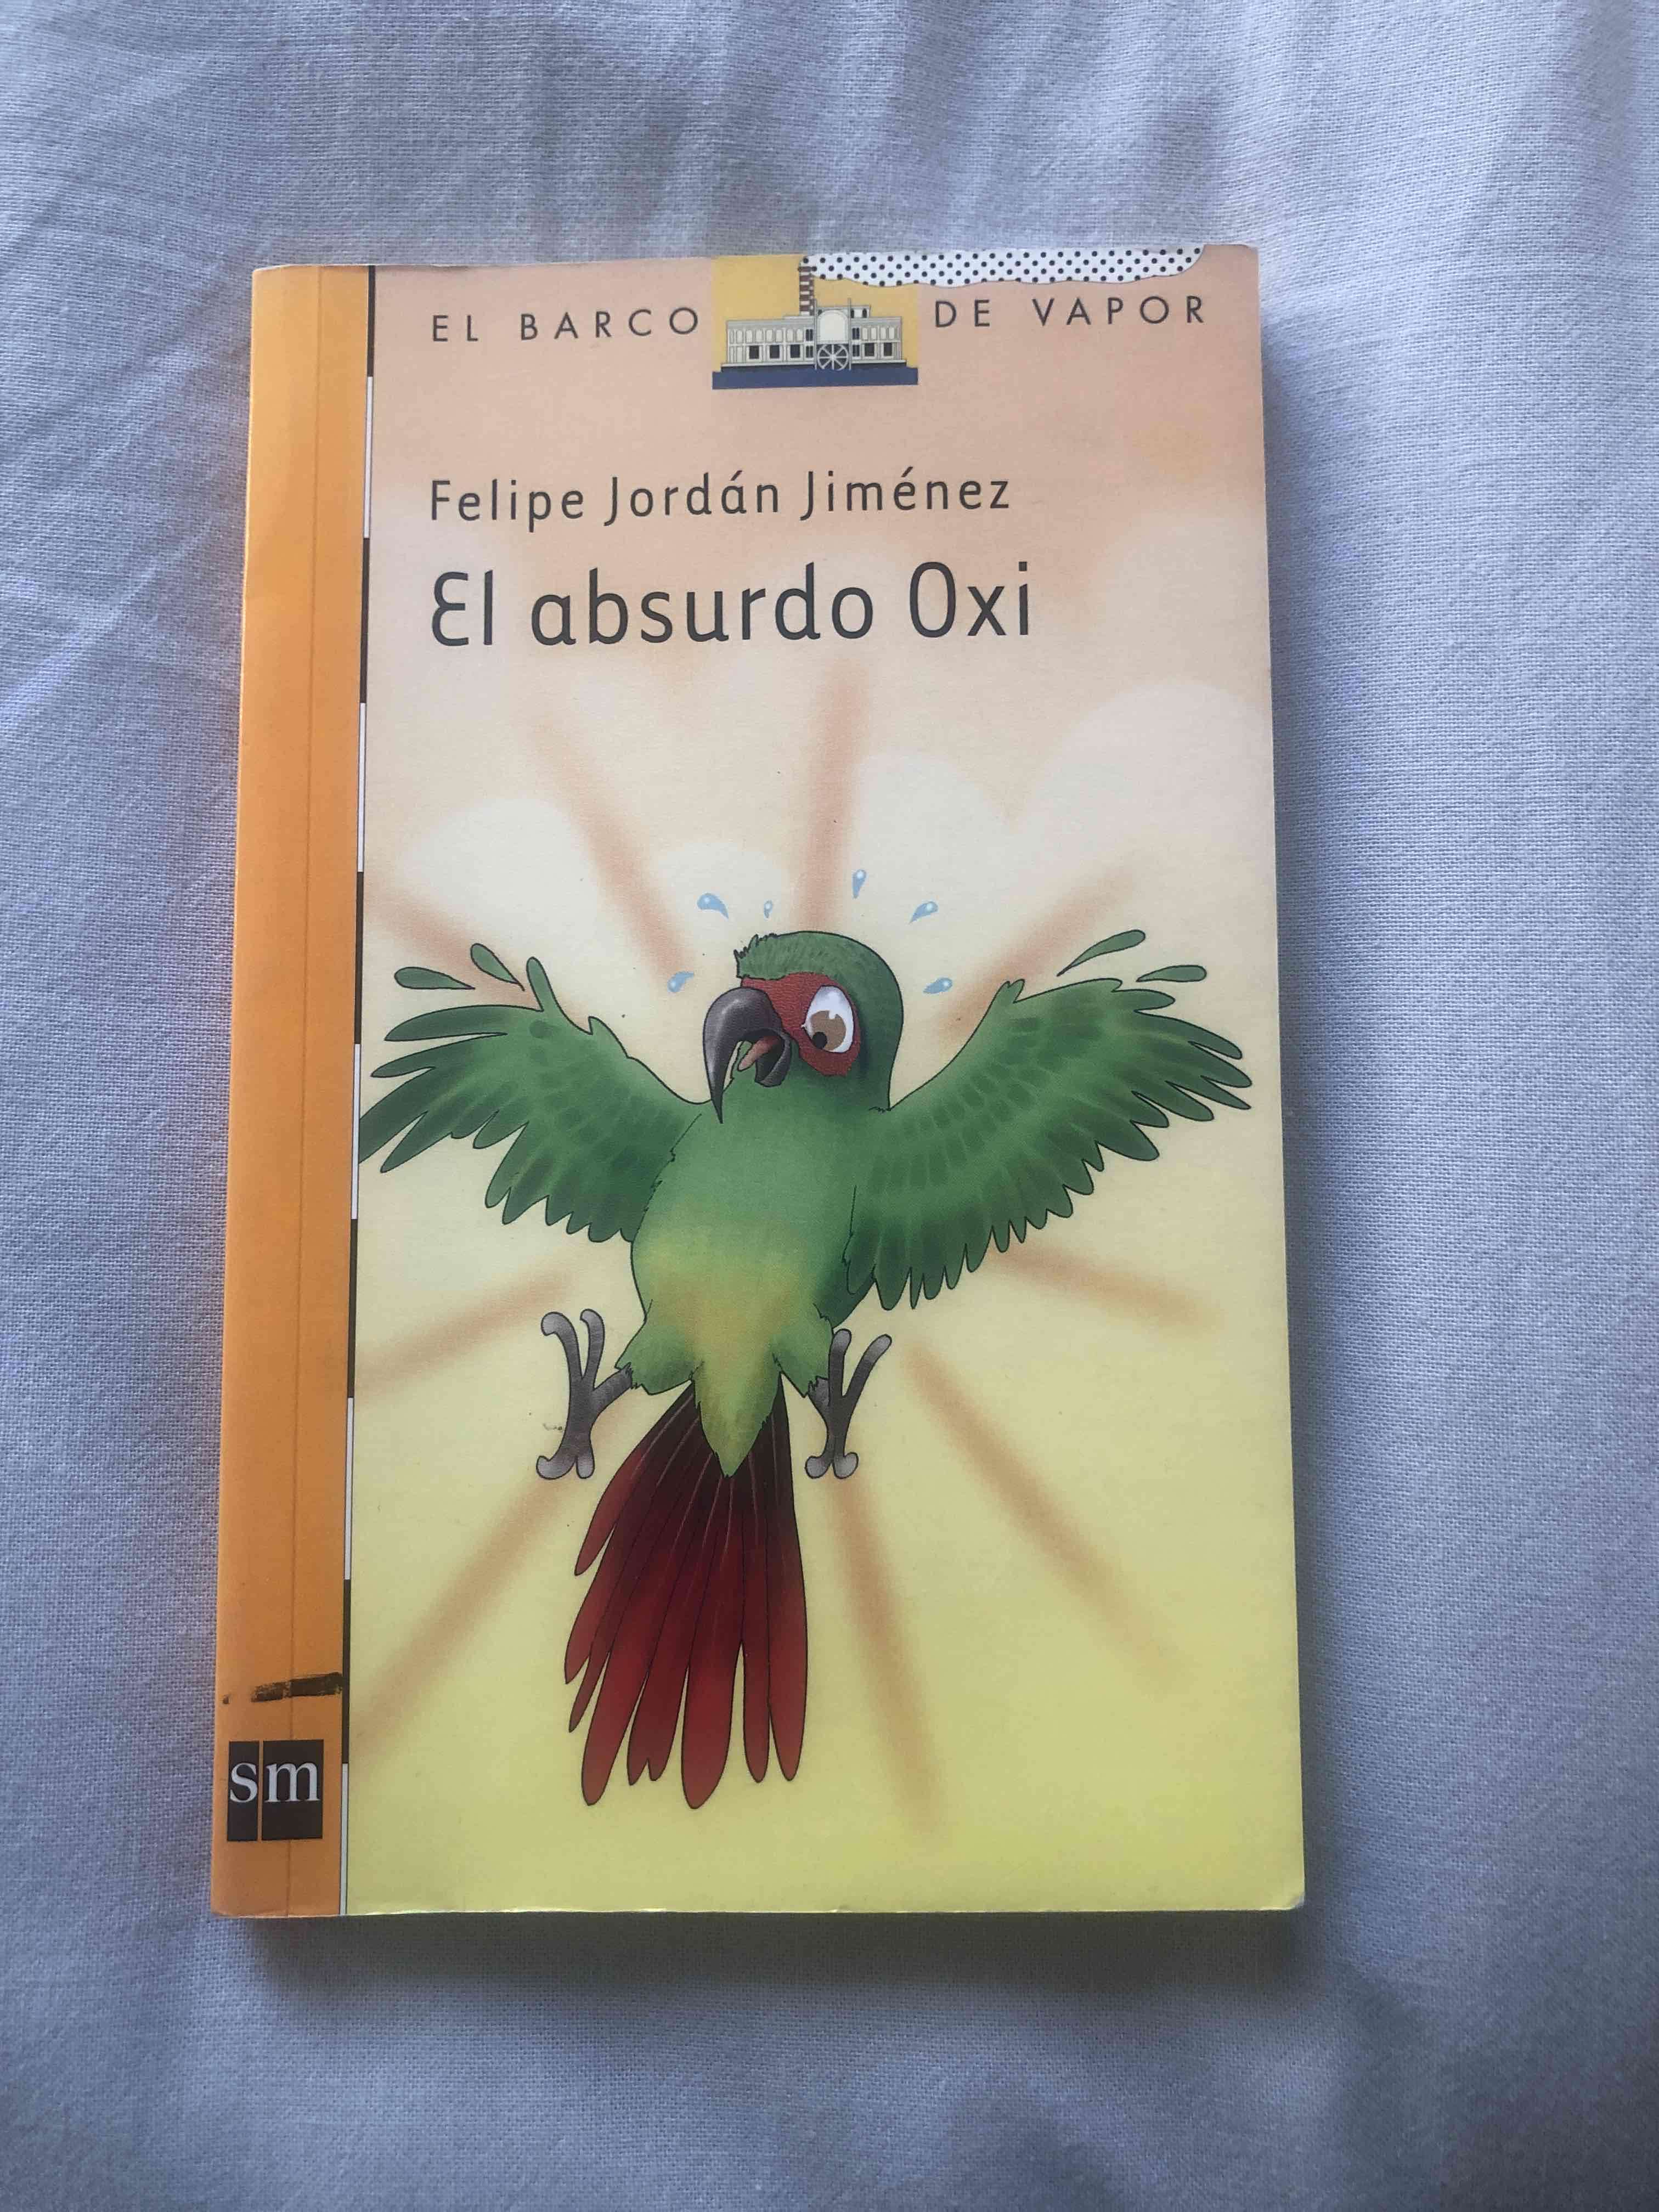 EL BARCO DE VAPOR
Felipe Jordán Jiménez
El absurdo Oxi
sm